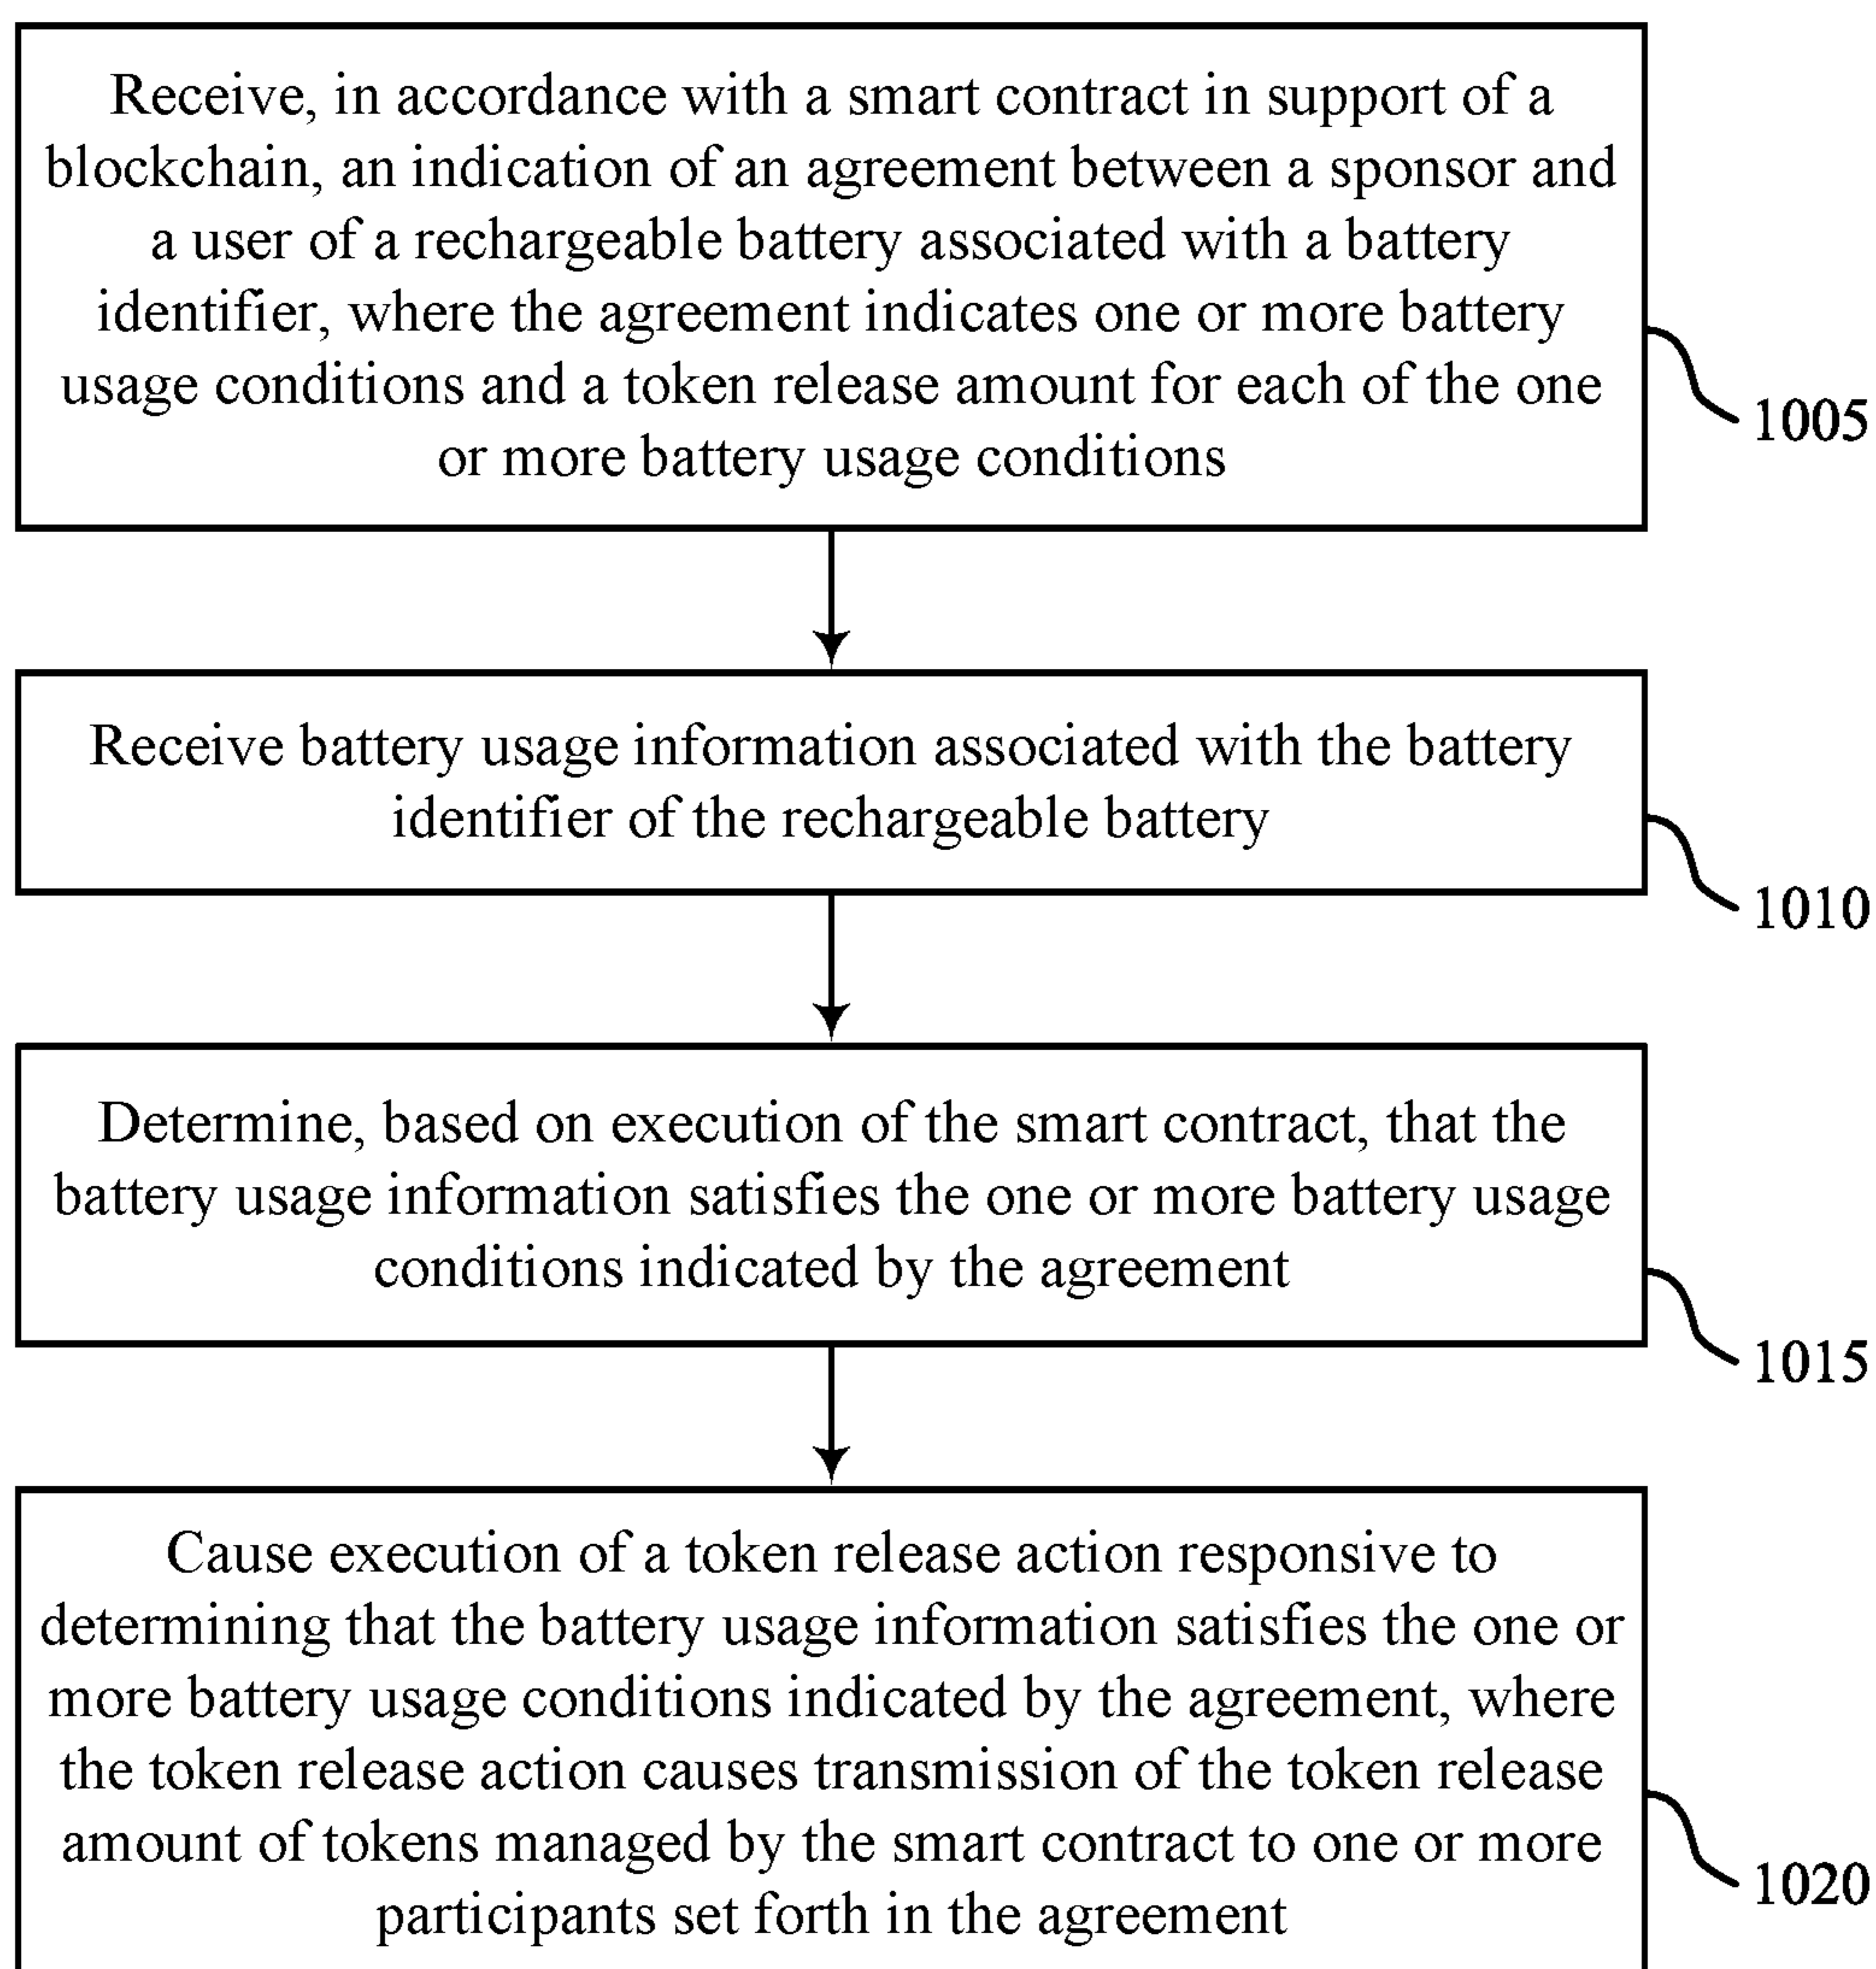 Receive, in accordance with a smart contract in support of a
blockchain, an indication of an agreement between a sponsor and
a user of a rechargeable battery associated with a battery
identifier, where the agreement indicates one or more battery
usage conditions and a token release amount for each of the one
or more battery usage conditions
1005
Receive battery usage information associated with the battery
identifier of the rechargeable battery
1010
Determine, based on execution of the smart contract, that the
battery usage information satisfies the one or more battery usage
conditions indicated by the agreement
1015
Cause execution of a token release action responsive to
determining that the battery usage information satisfies the one or
more battery usage conditions indicated by the agreement, where
the token release action causes transmission of the token release
amount of tokens managed by the smart contract to one or more
participants set forth in the agreement
1020